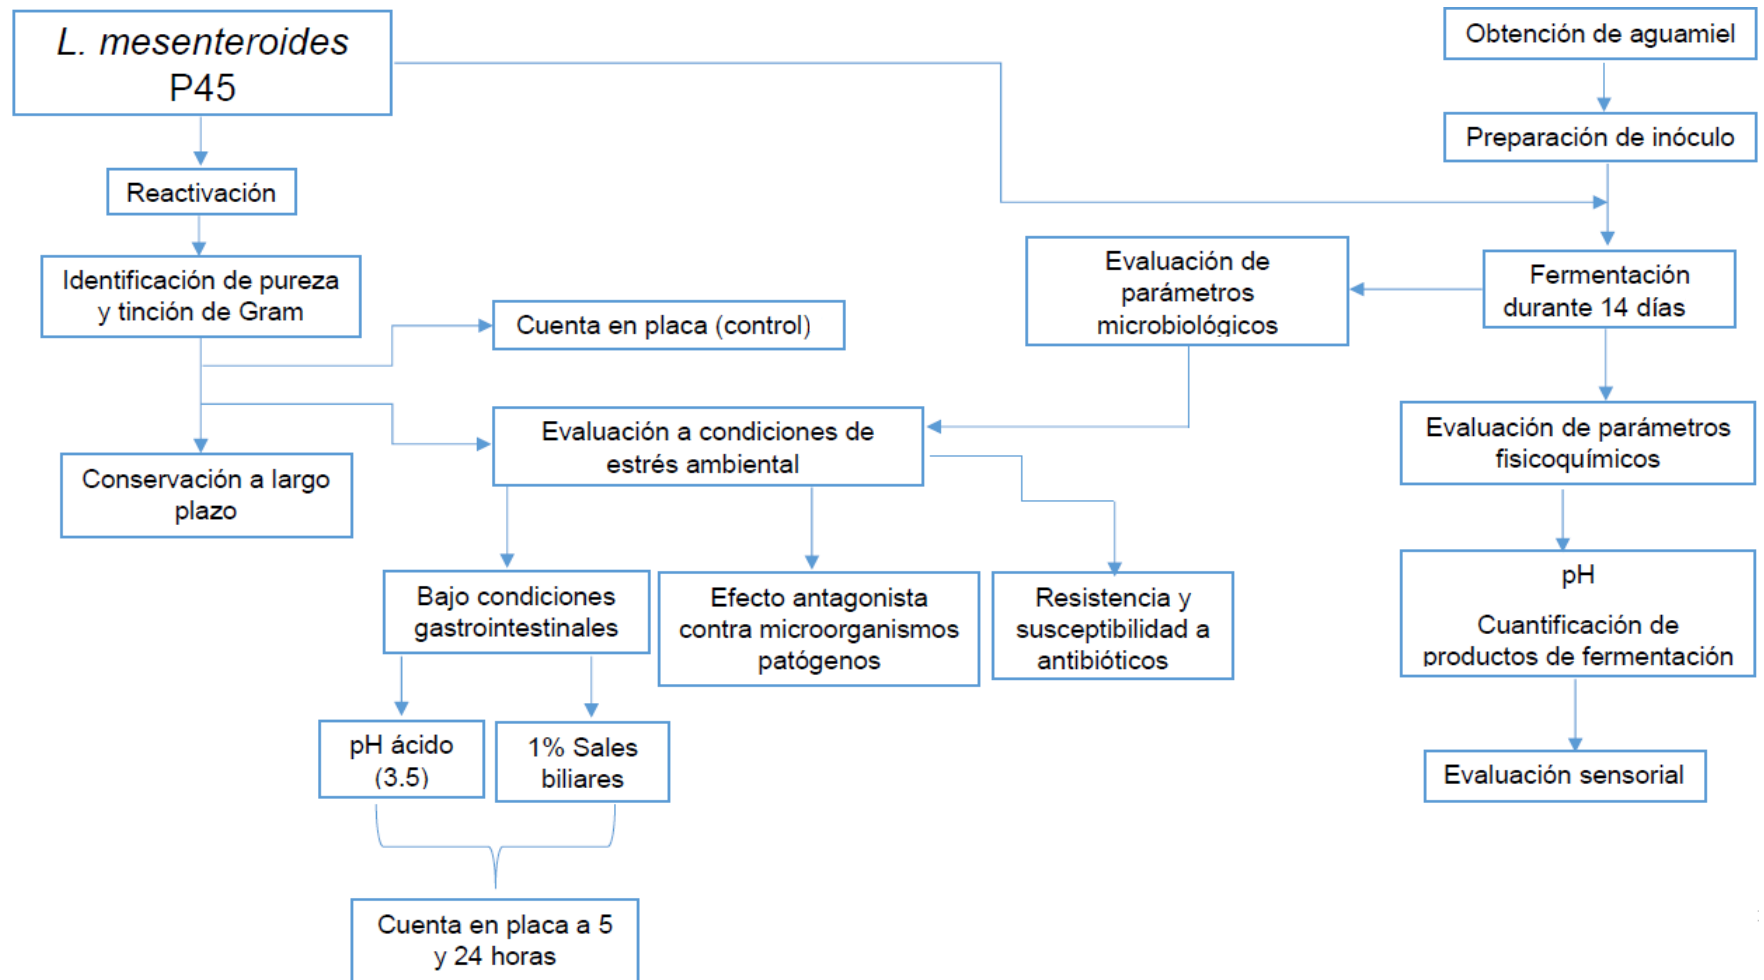 L. mesenteroides
P45
Obtención de aguamiel
Preparación de inóculo
Reactivación
Identificación de pureza
y tinción de Gram
Cuenta en placa (control)
Evaluación de
parámetros
microbiológicos
Fermentación
durante 14 días
Conservación a largo
plazo
Evaluación a condiciones de
estrés ambiental
Evaluación de parámetros
fisicoquímicos
Bajo condiciones
gastrointestinales
Efecto antagonista
contra microorganismos
patógenos
Resistencia y
susceptibilidad a
antibióticos
pH
Cuantificación de
productos de fermentación
pH ácido
(3.5)
1% Sales
biliares
Evaluación sensorial
Cuenta en placa a 5
y 24 horas